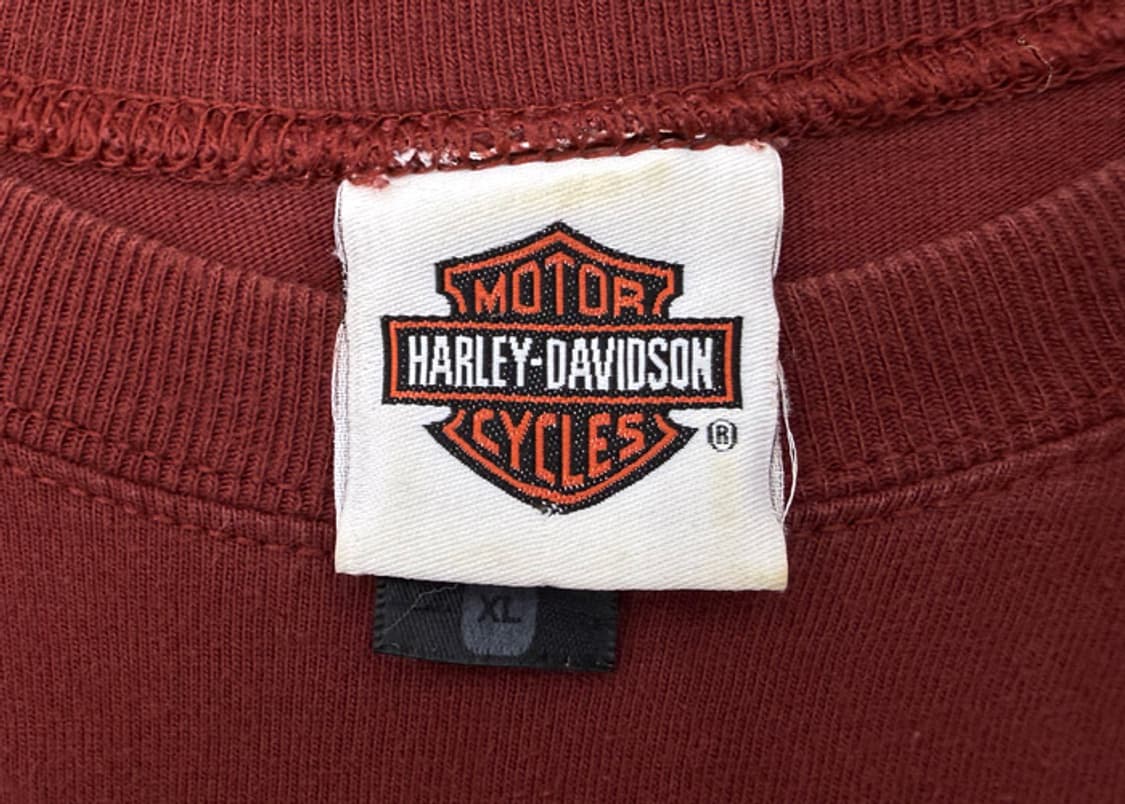 MOTOR
HARLEY-DAVIDSON
CYCLES
®
XL